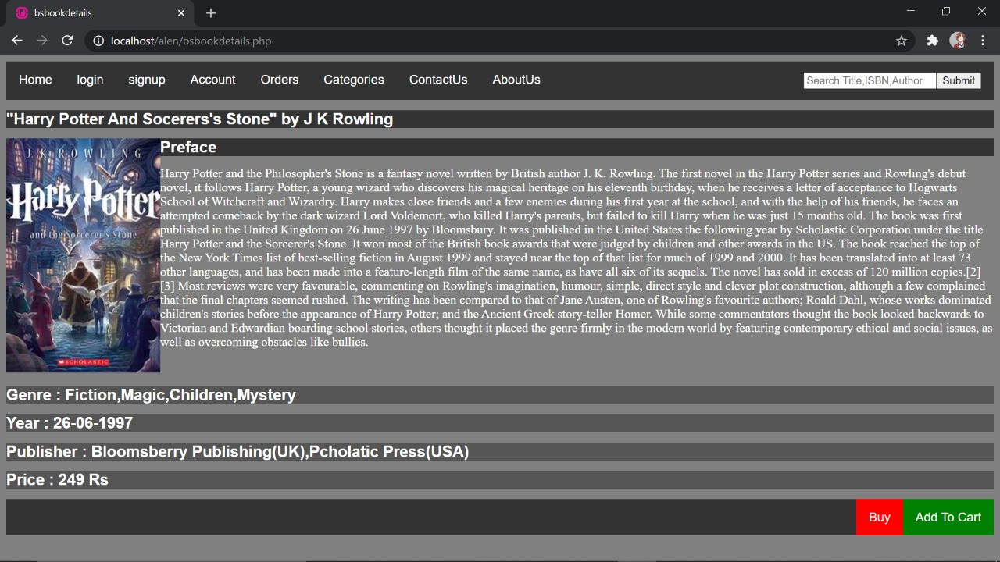 bsbookdetails
localhost/alen/bsbookdetails.php
Home login signup Account Orders Categories ContactUs AboutUs Search Title,ISBN,Author Submit
"Harry Potter And Socerers's Stone" by J K Rowling
J. K. ROWLING
Harry Potter
and the Sorcerer's Stone
SCHOLASTIC
Preface
Harry Potter and the Philosopher's Stone is a fantasy novel written by British author J. K. Rowling. The first novel in the Harry Potter series and Rowling's debut
novel, it follows Harry Potter, a young wizard who discovers his magical heritage on his eleventh birthday, when he receives a letter of acceptance to Hogwarts
School of Witchcraft and Wizardry. Harry makes close friends and a few enemies during his first year at the school, and with the help of his friends, he faces an
attempted comeback by the dark wizard Lord Voldemort, who killed Harry's parents, but failed to kill Harry when he was just 15 months old. The book was first
published in the United Kingdom on 26 June 1997 by Bloomsbury. It was published in the United States the following year by Scholastic Corporation under the title
Harry Potter and the Sorcerer's Stone. It won most of the British book awards that were judged by children and other awards in the US. The book reached the top of
the New York Times list of best-selling fiction in August 1999 and stayed near the top of that list for much of 1999 and 2000. It has been translated into at least 73
other languages, and has been made into a feature-length film of the same name, as have all six of its sequels. The novel has sold in excess of 120 million copies.[2]
[3] Most reviews were very favourable, commenting on Rowling's imagination, humour, simple, direct style and clever plot construction, although a few complained
that the final chapters seemed rushed. The writing has been compared to that of Jane Austen, one of Rowling's favourite authors; Roald Dahl, whose works dominated
children's stories before the appearance of Harry Potter; and the Ancient Greek story-teller Homer. While some commentators thought the book looked backwards to
Victorian and Edwardian boarding school stories, others thought it placed the genre firmly in the modern world by featuring contemporary ethical and social issues, as
well as overcoming obstacles like bullies.
Genre : Fiction,Magic,Children,Mystery
Year : 26-06-1997
Publisher : Bloomsberry Publishing(UK),Pcholatic Press(USA)
Price : 249 Rs
Buy Add To Cart